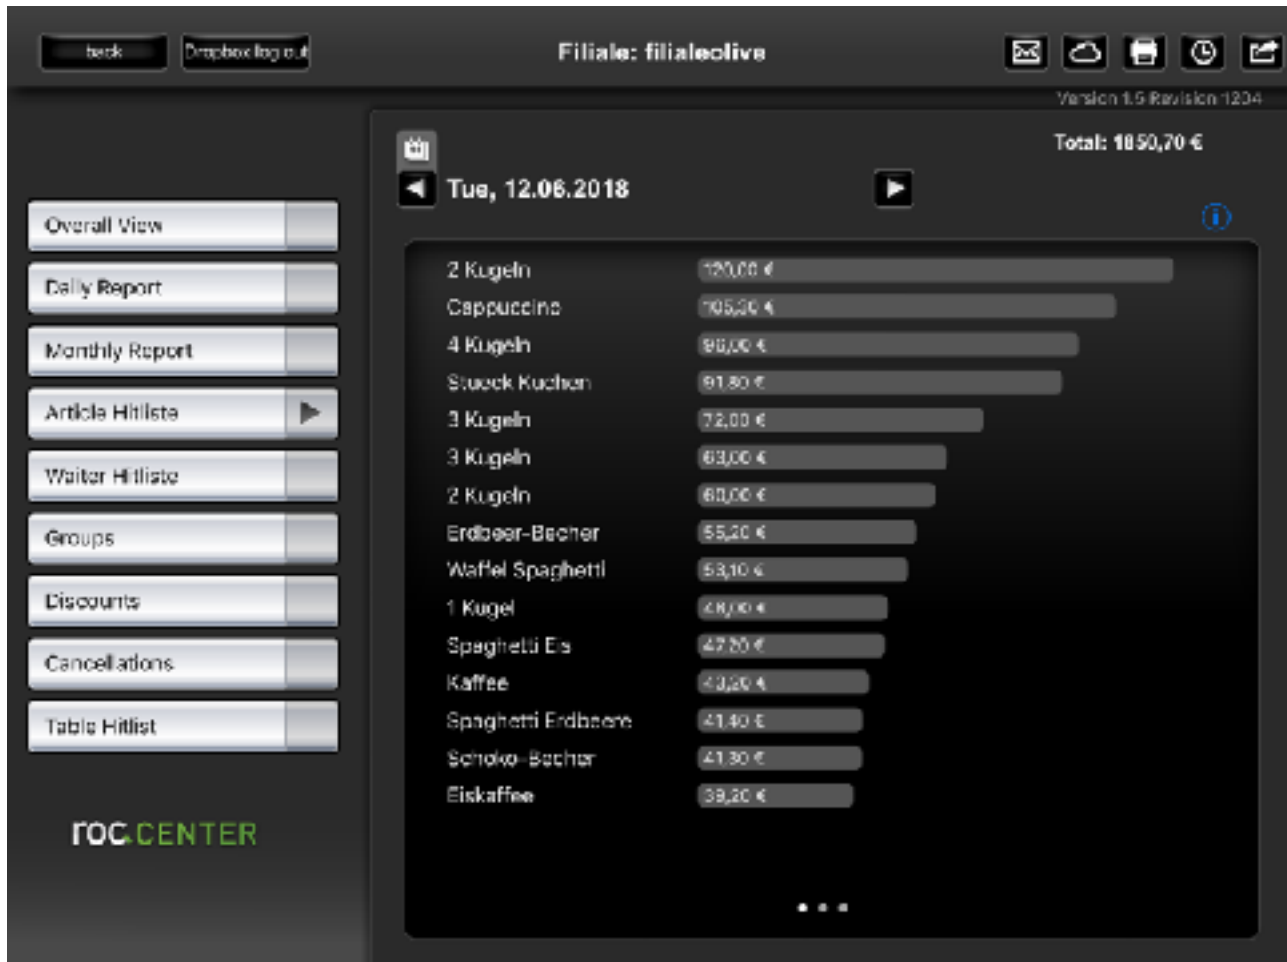 back
Dropbox log out
Filiale: filialeolive
Version 1.5 Revision 1204
Total: 1850,70 €
Tue, 12.06.2018
Overall View
Daily Report
Monthly Report
Article Hitliste
Waiter Hitliste
Groups
Discounts
Cancellations
Table Hitlist
roc.CENTER
2 Kugeln 120,00 €
Cappuccino 105,30 €
4 Kugeln 96,00 €
Stueck Kuchen 91,80 €
3 Kugeln 72,00 €
3 Kugeln 63,00 €
2 Kugeln 60,00 €
Erdbeer-Becher 55,20 €
Waffel Spaghetti 53,10 €
1 Kugel 48,00 €
Spaghetti Eis 47,20 €
Kaffee 43,20 €
Spaghetti Erdbeere 41,40 €
Schoko-Becher 41,30 €
Eiskaffee 39,20 €